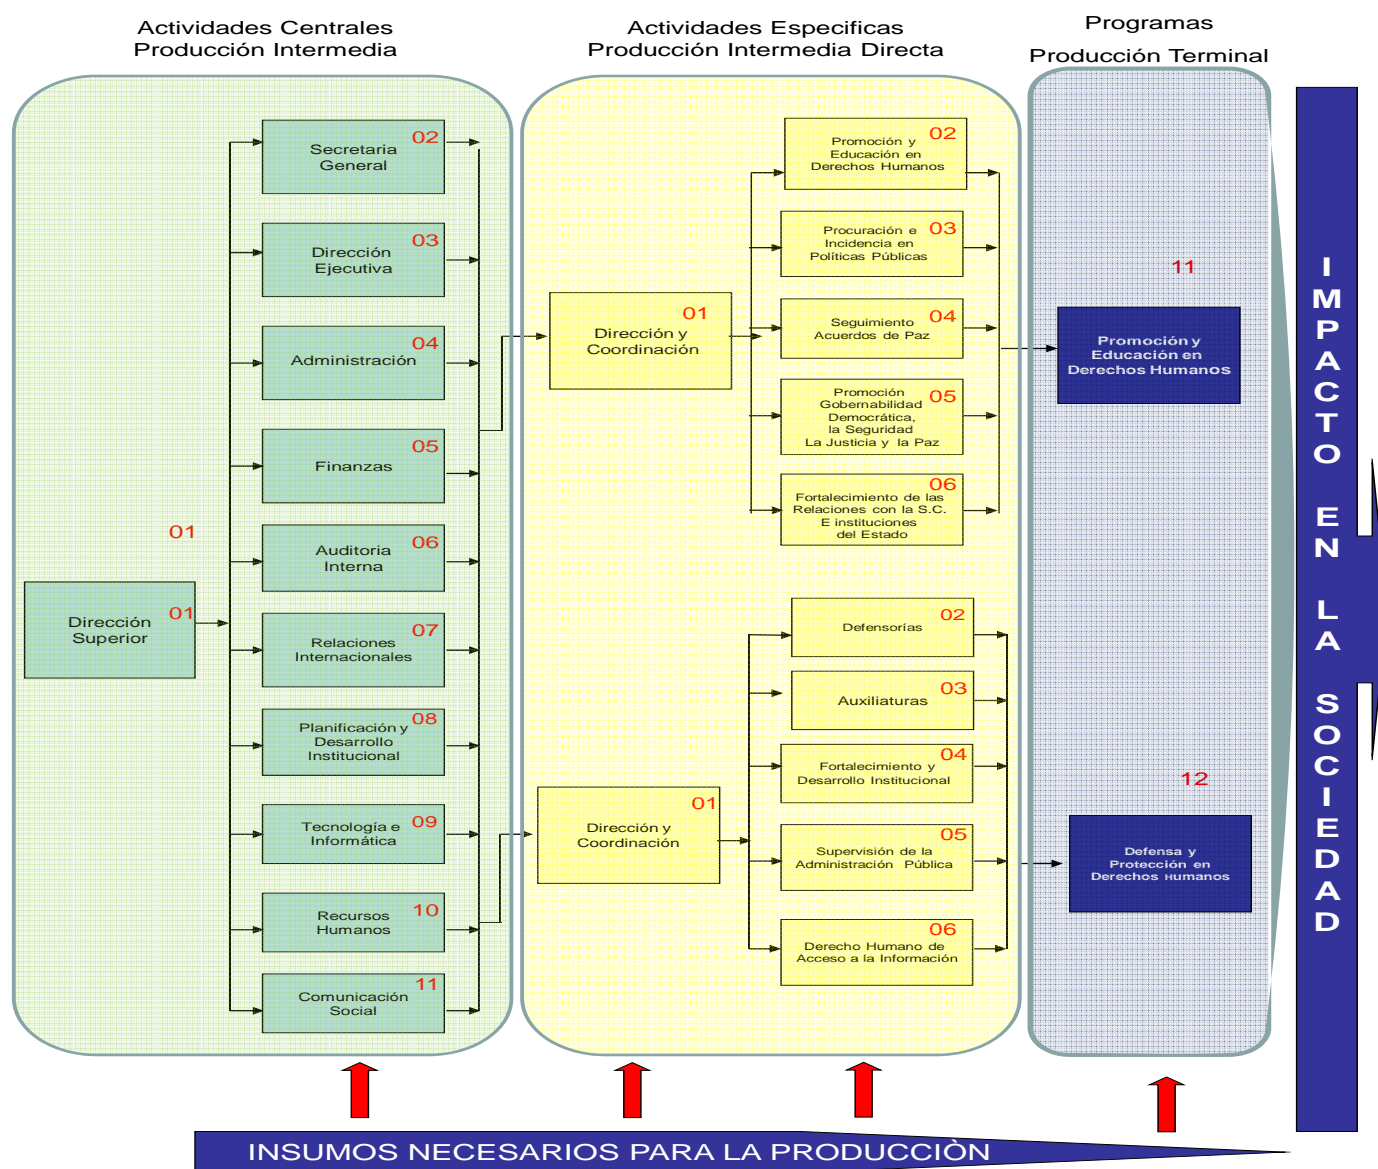 Actividades Centrales
Producción Intermedia
Actividades Especificas
Producción Intermedia Directa
Programas
Producción Terminal
01
Dirección
Superior
01
Secretaria
General
02
Dirección
Ejecutiva
03
Administración
04
Finanzas
05
Auditoria
Interna
06
Relaciones
Internacionales
07
Planificación y
Desarrollo
Institucional
08
Tecnología e
Informática
09
Recursos
Humanos
10
Comunicación
Social
11
Dirección y
Coordinación
01
Promoción y
Educación en
Derechos Humanos
02
Procuración e
Incidencia en
Políticas Públicas
03
Seguimiento
Acuerdos de Paz
04
Promoción
Gobernabilidad
Democrática,
la Seguridad
La Justicia y la Paz
05
Fortalecimiento de las
Relaciones con la S.C.
E instituciones
del Estado
06
Dirección y
Coordinación
01
Defensorías
02
Auxiliaturas
03
Fortalecimiento y
Desarrollo Institucional
04
Supervisión de la
Administración Pública
05
Derecho Humano de
Acceso a la Información
06
11
Promoción y
Educación en
Derechos Humanos
12
Defensa y
Protección en
Derechos Humanos
IMPACTO EN LA SOCIEDAD
INSUMOS NECESARIOS PARA LA PRODUCCIÒN